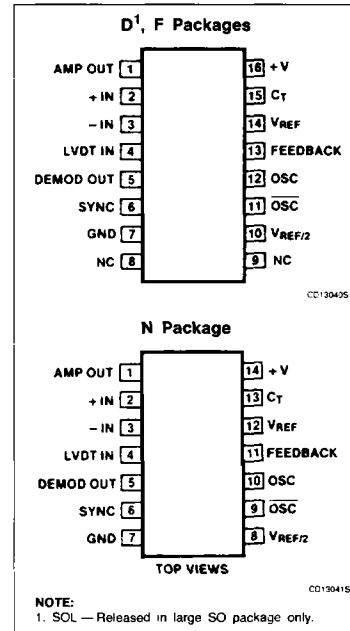 D¹, F Packages
AMP OUT 1 16 +V
+ IN 2 15 CT
− IN 3 14 VREF
LVDT IN 4 13 FEEDBACK
DEMOD OUT 5 12 OSC
SYNC 6 11 O̅S̅C̅
GND 7 10 VREF/2
NC 8 9 NC
CD13040S
N Package
AMP OUT 1 14 +V
+ IN 2 13 CT
− IN 3 12 VREF
LVDT IN 4 11 FEEDBACK
DEMOD OUT 5 10 OSC
SYNC 6 9 O̅S̅C̅
GND 7 8 VREF/2
TOP VIEWS
CD13041S
NOTE:
1. SOL — Released in large SO package only.